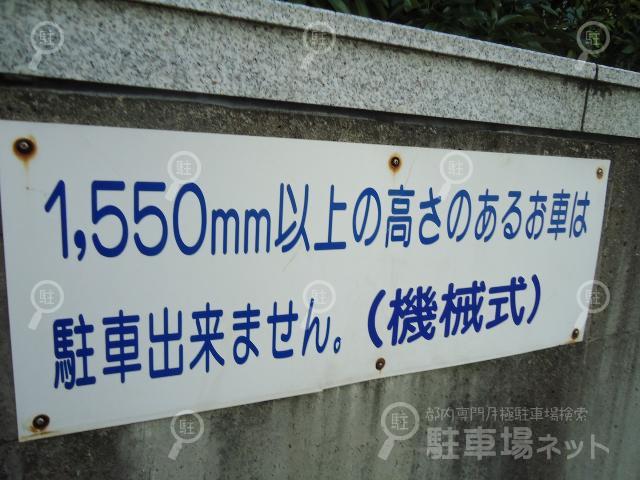 1,550mm以上の高さのあるお車は
駐車出来ません。(機械式)
都内専門月極駐車場検索
駐車場ネット